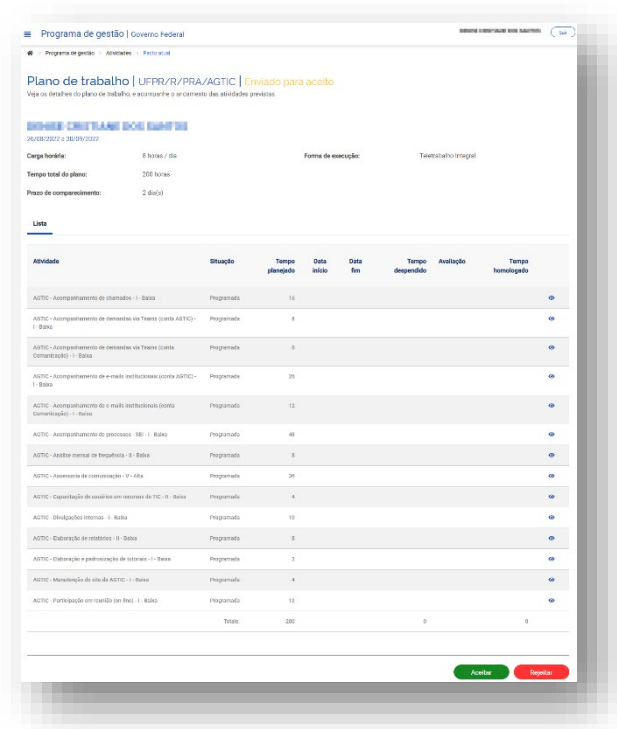 Programa de gestão | Governo Federal
Sair
Programa de gestão Atividades Pacto atual
Plano de trabalho | UFPR/R/PRA/AGTIC | Enviado para aceite
Veja os detalhes do plano de trabalho, e acompanhe o andamento das atividades previstas
26/08/2022 a 30/09/2022
Carga horária: 8 horas / dia Forma de execução: Teletrabalho Integral
Tempo total do plano: 200 horas
Prazo de comparecimento: 2 dia(s)
Lista
Atividade Situação Tempo planejado Data início Data fim Tempo despendido Avaliação Tempo homologado
AGTIC - Acompanhamento de chamados - I - Baixa Programada 16
AGTIC - Acompanhamento de demandas via Teams (conta AGTIC) - Programada 8
I - Baixa
AGTIC - Acompanhamento de demandas via Teams (conta Programada
Comunicação) - I - Baixa
AGTIC - Acompanhamento de e-mails institucionais (conta AGTIC) - Programada
I - Baixa
AGTIC - Acompanhamento de e-mails institucionais (conta Programada 12
Comunicação) - I - Baixa
AGTIC - Acompanhamento de processos - SEI - I - Baixa Programada 48
AGTIC - Análise mensal de frequência - II - Baixa Programada 8
AGTIC - Assessoria de comunicação - V - Alta Programada 36
AGTIC - Capacitação de usuários em recursos de TIC - II - Baixa Programada 4
AGTIC - Divulgações internas - I - Baixa Programada 10
AGTIC - Elaboração de relatórios - II - Baixa Programada 8
AGTIC - Elaboração e padronização de tutoriais - I - Baixa Programada
AGTIC - Manutenção do site da AGTIC - I - Baixa Programada 4
AGTIC - Participação em reunião (on-line) - I - Baixa Programada 12
Totais: 200 0 0
Aceitar Rejeitar